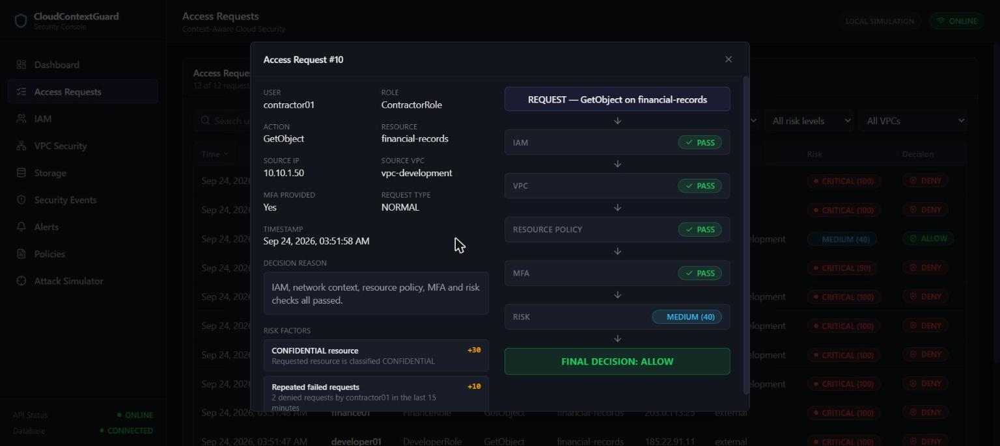 CloudContextGuard
Security Console
Access Requests
Context-Aware Cloud Security
LOCAL SIMULATION
ONLINE
Dashboard
Access Requests
IAM
VPC Security
Storage
Security Events
Alerts
Policies
Attack Simulator
API Status
ONLINE
Database
CONNECTED
Access Reque
12 of 12 request
Search u
All risk levels
All VPCs
Time
Risk
Decision
Sep 24, 2026
CRITICAL (100)
DENY
Sep 24, 2026
CRITICAL (100)
DENY
Sep 24, 2026
elopment
MEDIUM (40)
ALLOW
Sep 24, 2026
CRITICAL (90)
DENY
Sep 24, 2026
elopment
CRITICAL (100)
DENY
Sep 24, 2026
elopment
CRITICAL (100)
DENY
Sep 24, 2026
elopment
CRITICAL (100)
DENY
Sep 24, 2026
elopment
CRITICAL (100)
DENY
Sep 24, 2026, 03:51:48 AM
finance01
FinanceRole
GetObject
financial-records
203.0.113.25
external
CRITICAL (100)
DENY
Sep 24, 2026, 03:51:47 AM
developer01
DeveloperRole
GetObject
financial-records
185.22.91.11
external
CRITICAL (100)
DENY
Access Request #10
USER
contractor01
ROLE
ContractorRole
ACTION
GetObject
RESOURCE
financial-records
SOURCE IP
10.10.1.50
SOURCE VPC
vpc-development
MFA PROVIDED
Yes
REQUEST TYPE
NORMAL
TIMESTAMP
Sep 24, 2026, 03:51:58 AM
DECISION REASON
IAM, network context, resource policy, MFA and risk
checks all passed.
RISK FACTORS
CONFIDENTIAL resource
+30
Requested resource is classified CONFIDENTIAL
Repeated failed requests
+10
2 denied requests by contractor01 in the last 15
minutes
REQUEST — GetObject on financial-records
IAM
PASS
VPC
PASS
RESOURCE POLICY
PASS
MFA
PASS
RISK
MEDIUM (40)
FINAL DECISION: ALLOW